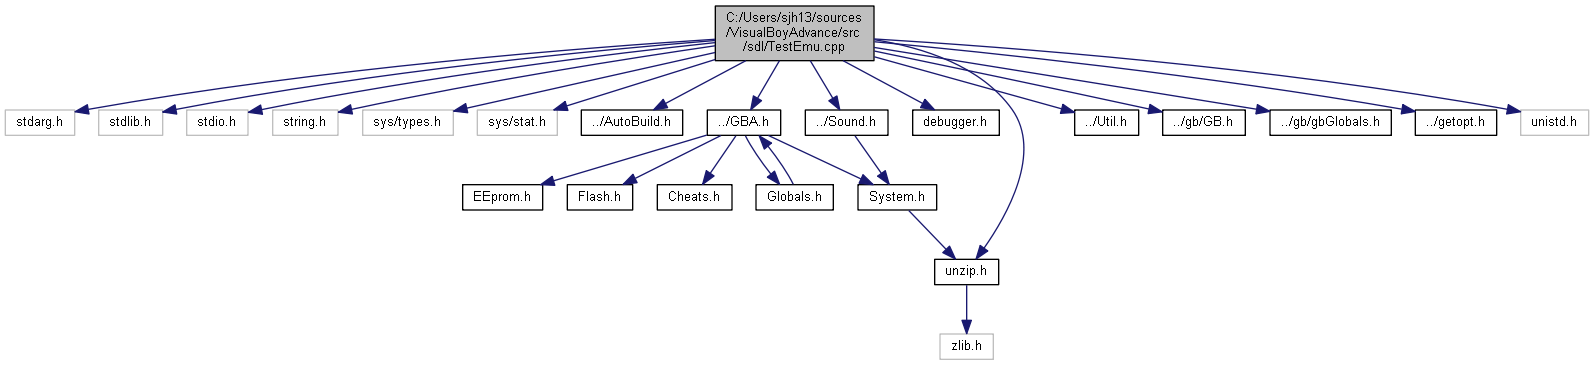 C:/Users/sjh13/sources
/VisualBoyAdvance/src
/sdl/TestEmu.cpp
stdarg.h
stdlib.h
stdio.h
string.h
sys/types.h
sys/stat.h
../AutoBuild.h
../GBA.h
../Sound.h
debugger.h
../Util.h
../gb/GB.h
../gb/gbGlobals.h
../getopt.h
unistd.h
EEprom.h
Flash.h
Cheats.h
Globals.h
System.h
unzip.h
zlib.h